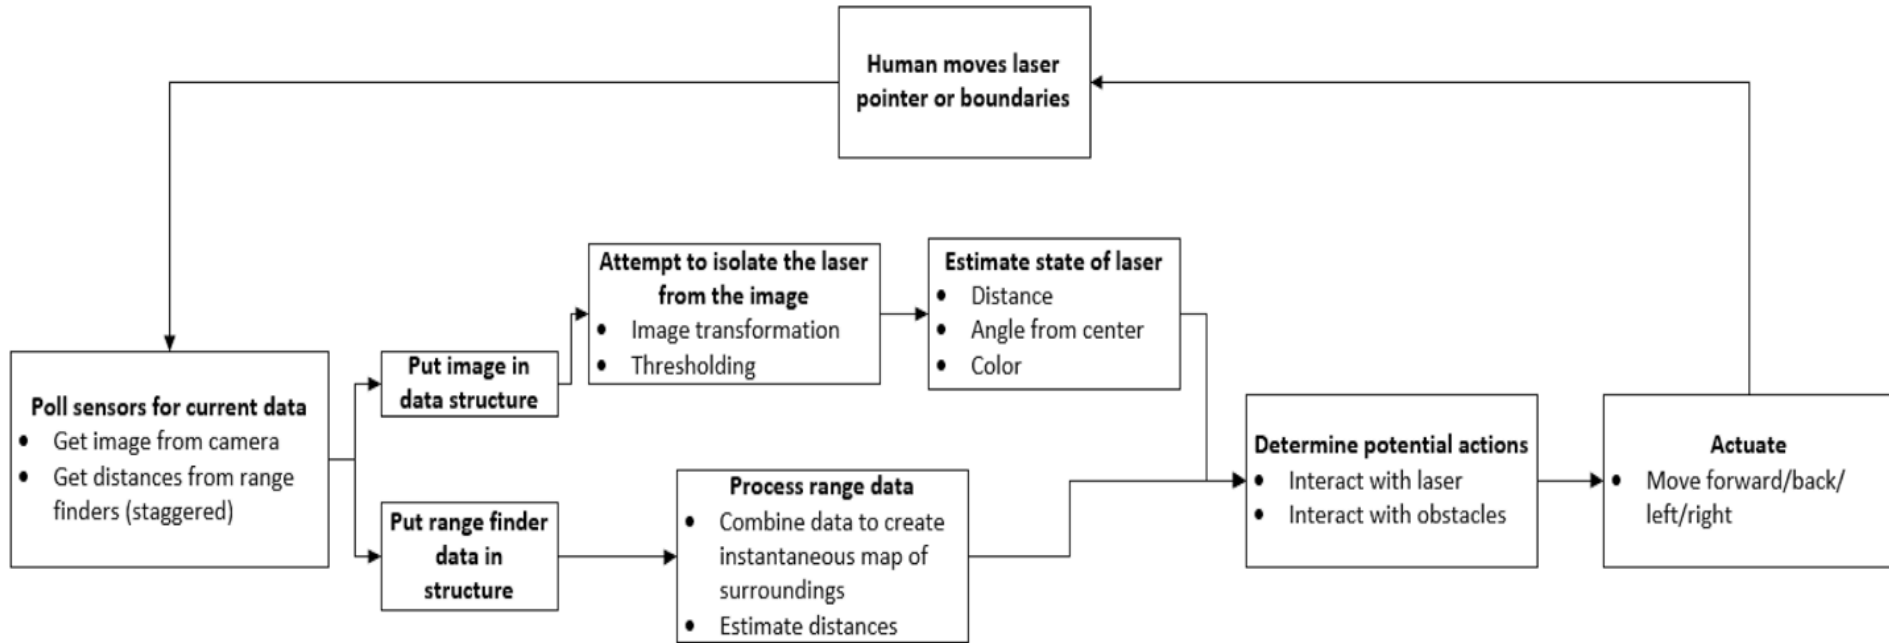 Human moves laser
pointer or boundaries
Poll sensors for current data
• Get image from camera
• Get distances from range
finders (staggered)
Put image in
data structure
Attempt to isolate the laser
from the image
• Image transformation
• Thresholding
Estimate state of laser
• Distance
• Angle from center
• Color
Put range finder
data in
structure
Process range data
• Combine data to create
instantaneous map of
surroundings
• Estimate distances
Determine potential actions
• Interact with laser
• Interact with obstacles
Actuate
• Move forward/back/
left/right